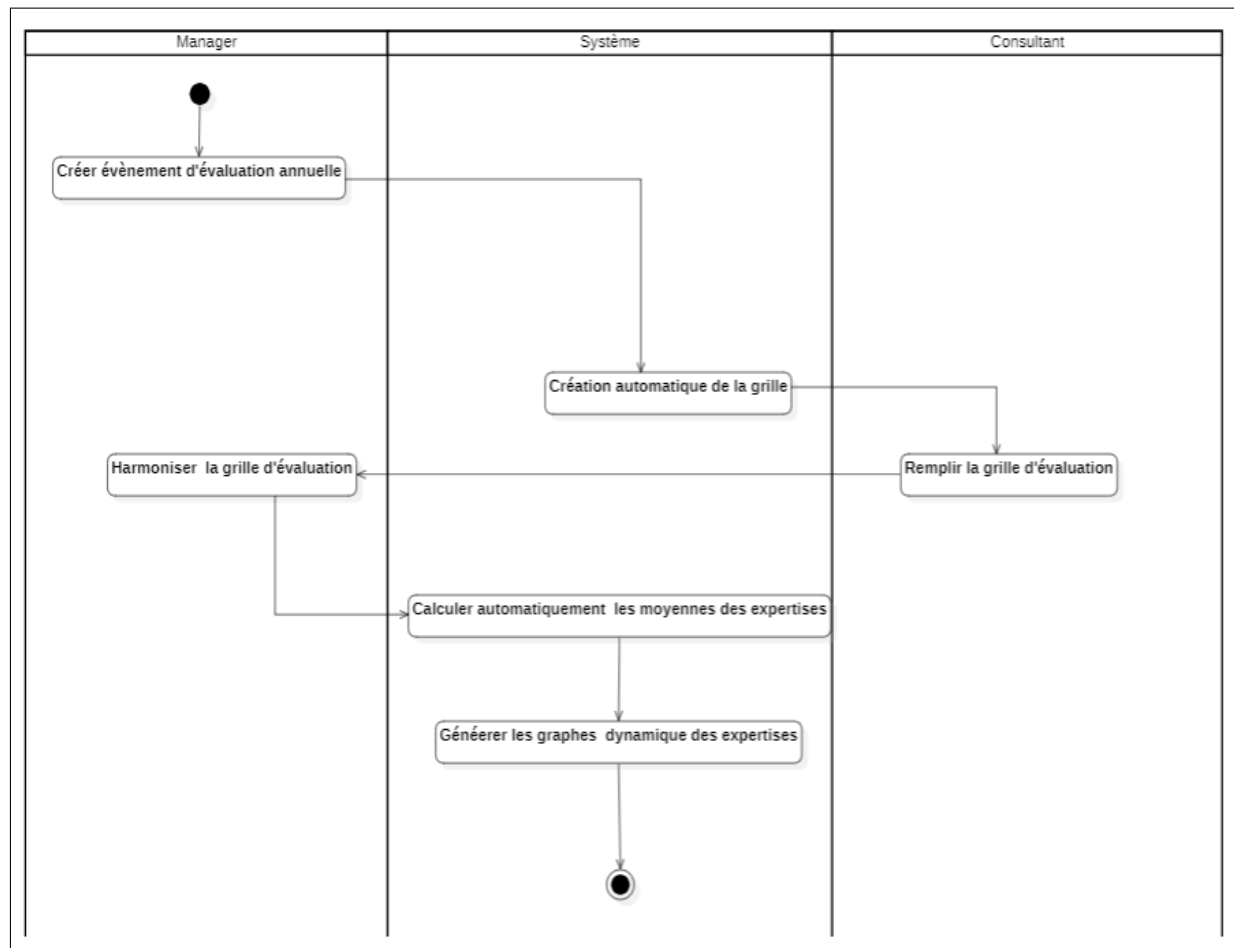 Manager
Système
Consultant
Créer évènement d'évaluation annuelle
Création automatique de la grille
Harmoniser la grille d'évaluation
Remplir la grille d'évaluation
Calculer automatiquement les moyennes des expertises
Généerer les graphes dynamique des expertises